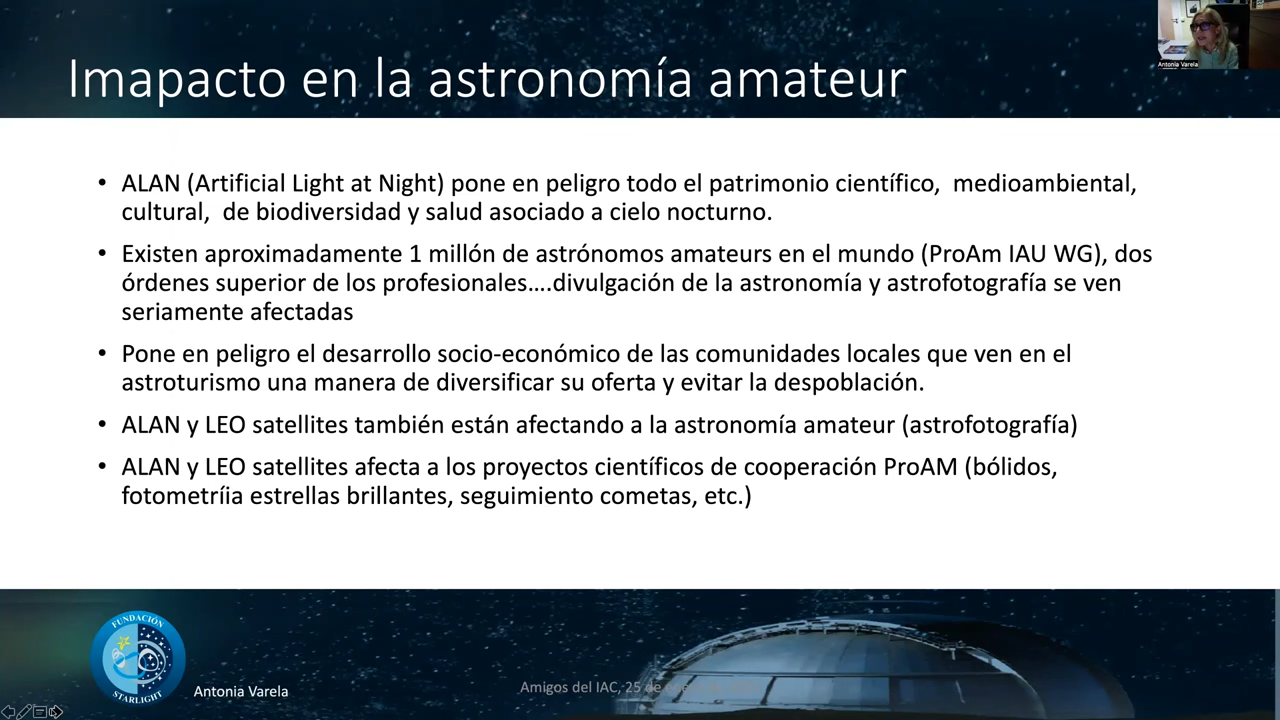 Imapacto en la astronomía amateur
Antonia Varela
• ALAN (Artificial Light at Night) pone en peligro todo el patrimonio científico, medioambiental,
cultural, de biodiversidad y salud asociado a cielo nocturno.
• Existen aproximadamente 1 millón de astrónomos amateurs en el mundo (ProAm IAU WG), dos
órdenes superior de los profesionales….divulgación de la astronomía y astrofotografía se ven
seriamente afectadas
• Pone en peligro el desarrollo socio-económico de las comunidades locales que ven en el
astroturismo una manera de diversificar su oferta y evitar la despoblación.
• ALAN y LEO satellites también están afectando a la astronomía amateur (astrofotografía)
• ALAN y LEO satellites afecta a los proyectos científicos de cooperación ProAM (bólidos,
fotometríia estrellas brillantes, seguimiento cometas, etc.)
FUNDACIÓN
STARLIGHT
Antonia Varela
Amigos del IAC, 25 de